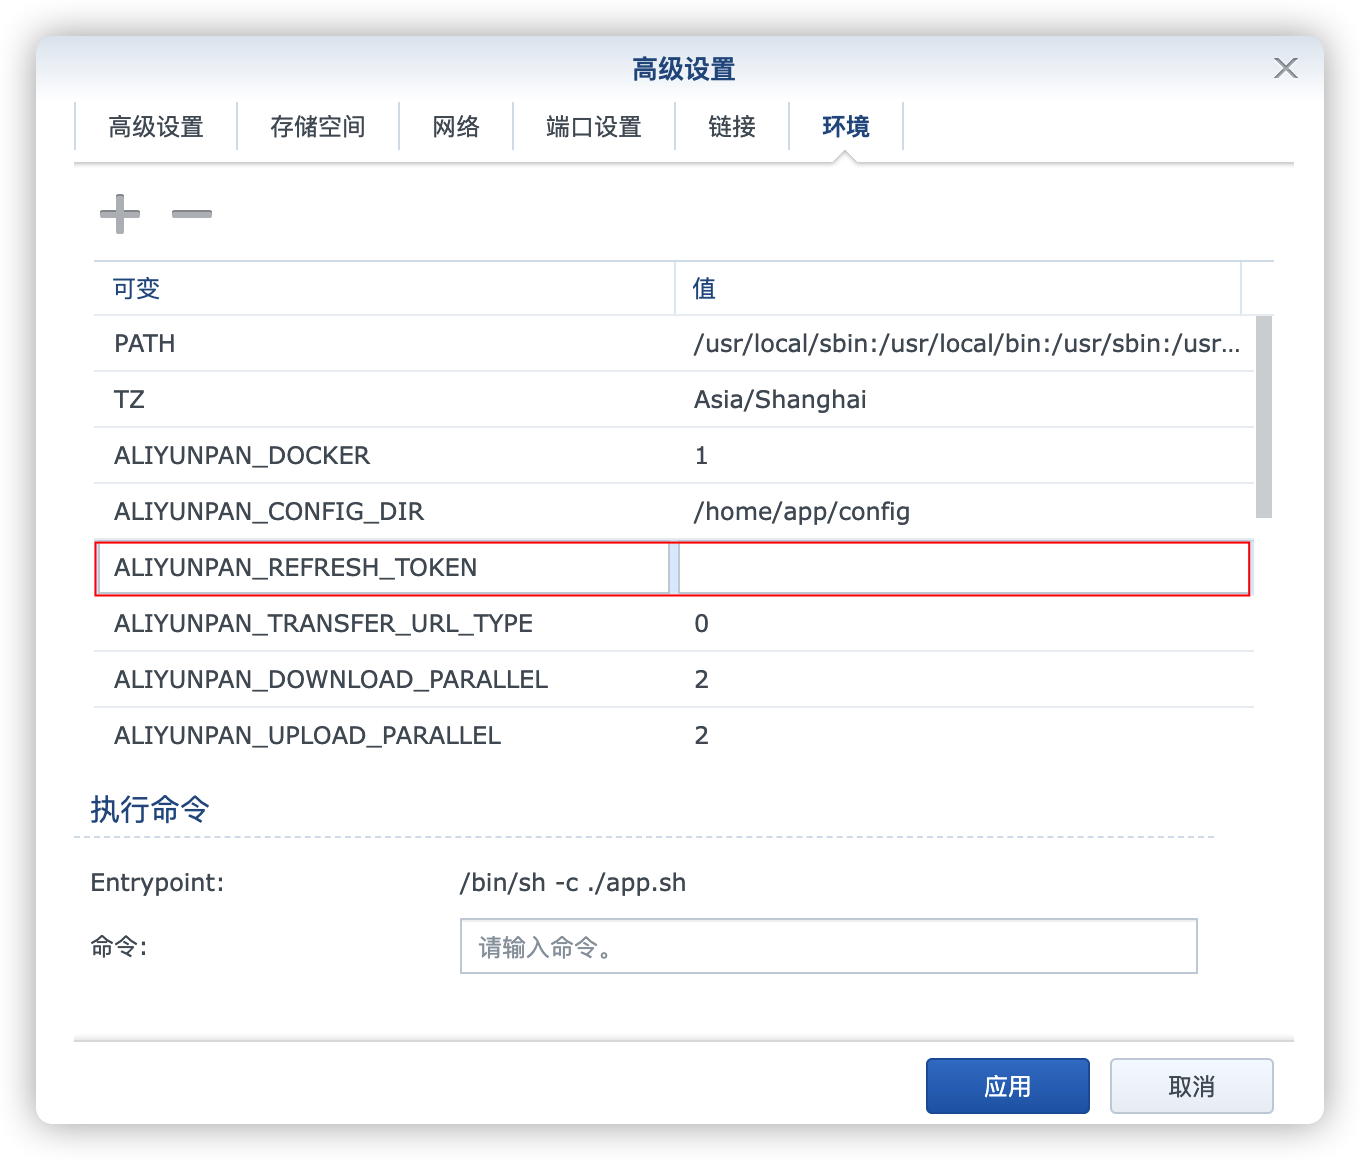 高级设置
高级设置 存储空间 网络 端口设置 链接 环境
可变 值
PATH /usr/local/sbin:/usr/local/bin:/usr/sbin:/usr...
TZ Asia/Shanghai
ALIYUNPAN_DOCKER 1
ALIYUNPAN_CONFIG_DIR /home/app/config
ALIYUNPAN_REFRESH_TOKEN
ALIYUNPAN_TRANSFER_URL_TYPE 0
ALIYUNPAN_DOWNLOAD_PARALLEL 2
ALIYUNPAN_UPLOAD_PARALLEL 2
执行命令
Entrypoint: /bin/sh -c ./app.sh
命令: 请输入命令。
应用 取消